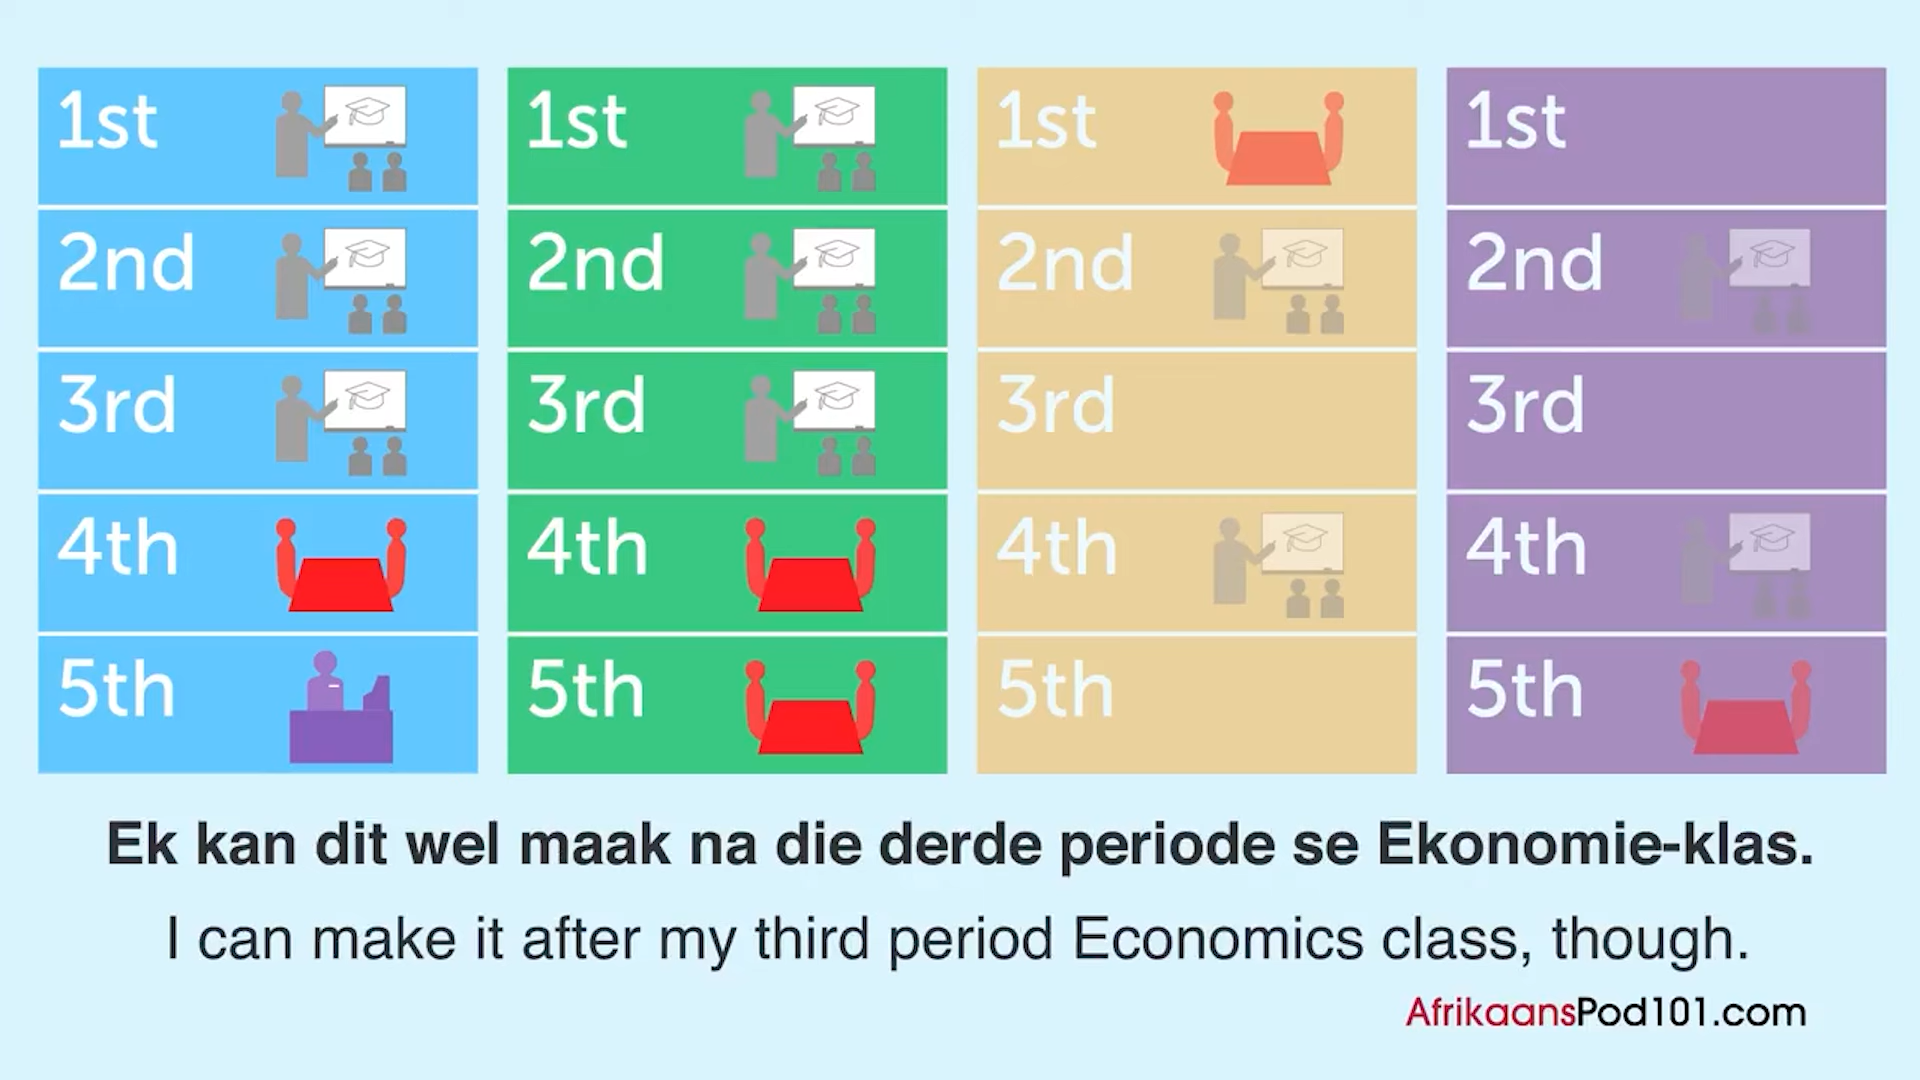 1st
2nd
3rd
4th
5th
1st
2nd
3rd
4th
5th
1st
2nd
3rd
4th
5th
1st
2nd
3rd
4th
5th
Ek kan dit wel maak na die derde periode se Ekonomie-klas.
I can make it after my third period Economics class, though.
AfrikaansPod101.com